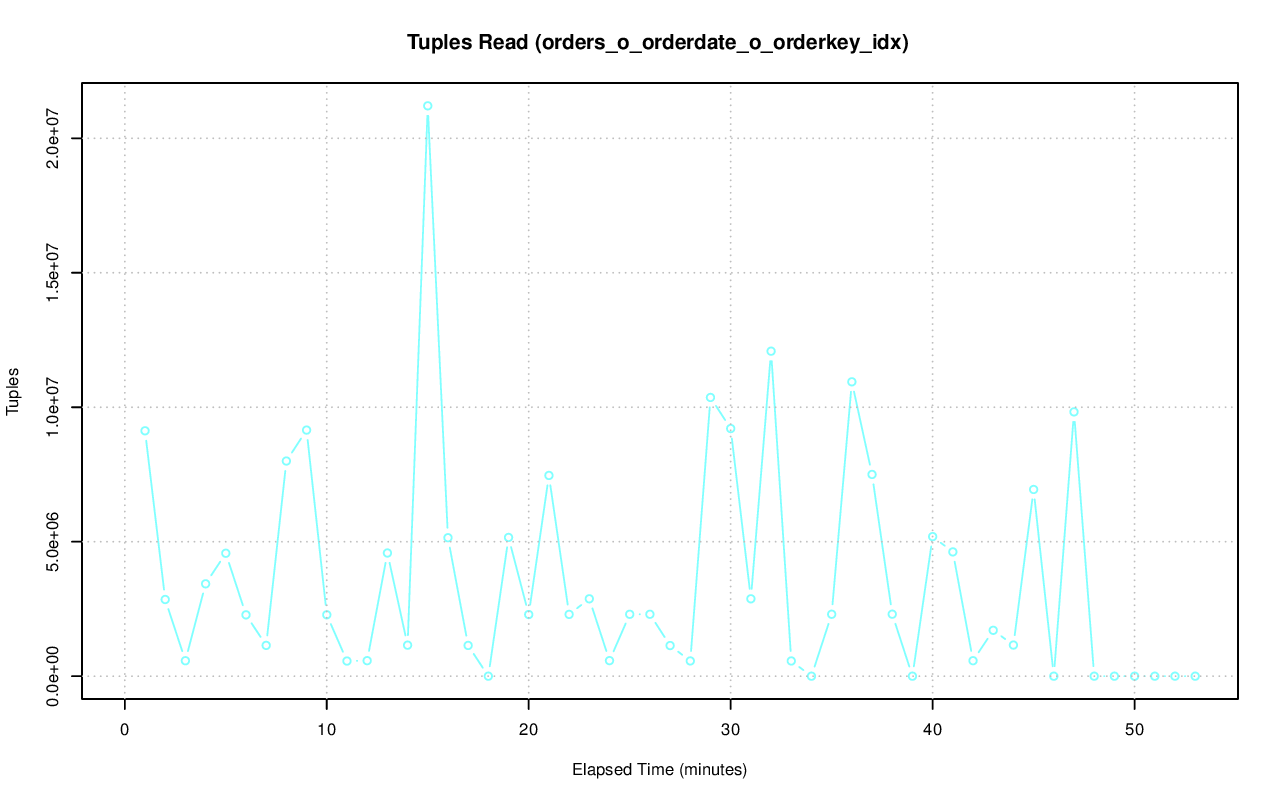 Tuples Read (orders_o_orderdate_o_orderkey_idx)
Tuples
2.0e+07
1.5e+07
1.0e+07
5.0e+06
0.0e+00
0 10 20 30 40 50
Elapsed Time (minutes)